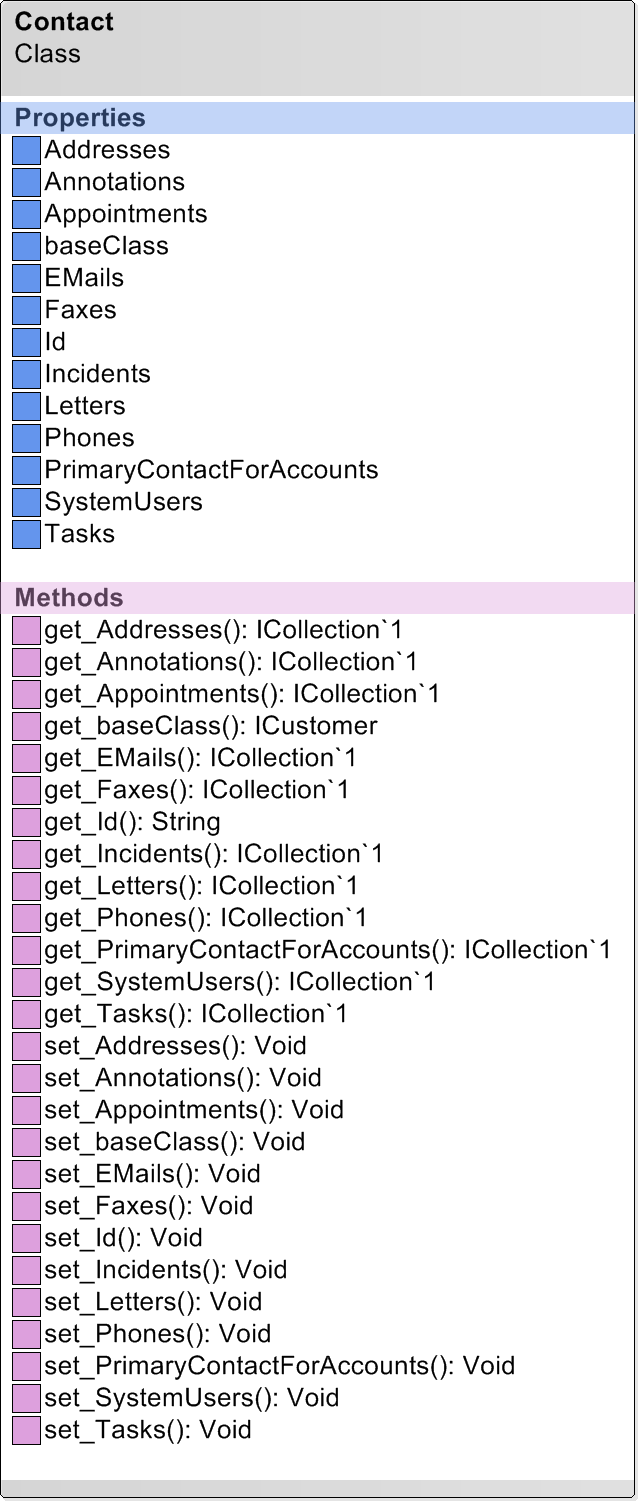 Contact
Class
Properties
Addresses
Annotations
Appointments
baseClass
EMails
Faxes
Id
Incidents
Letters
Phones
PrimaryContactForAccounts
SystemUsers
Tasks
Methods
get_Addresses(): ICollection`1
get_Annotations(): ICollection`1
get_Appointments(): ICollection`1
get_baseClass(): ICustomer
get_EMails(): ICollection`1
get_Faxes(): ICollection`1
get_Id(): String
get_Incidents(): ICollection`1
get_Letters(): ICollection`1
get_Phones(): ICollection`1
get_PrimaryContactForAccounts(): ICollection`1
get_SystemUsers(): ICollection`1
get_Tasks(): ICollection`1
set_Addresses(): Void
set_Annotations(): Void
set_Appointments(): Void
set_baseClass(): Void
set_EMails(): Void
set_Faxes(): Void
set_Id(): Void
set_Incidents(): Void
set_Letters(): Void
set_Phones(): Void
set_PrimaryContactForAccounts(): Void
set_SystemUsers(): Void
set_Tasks(): Void